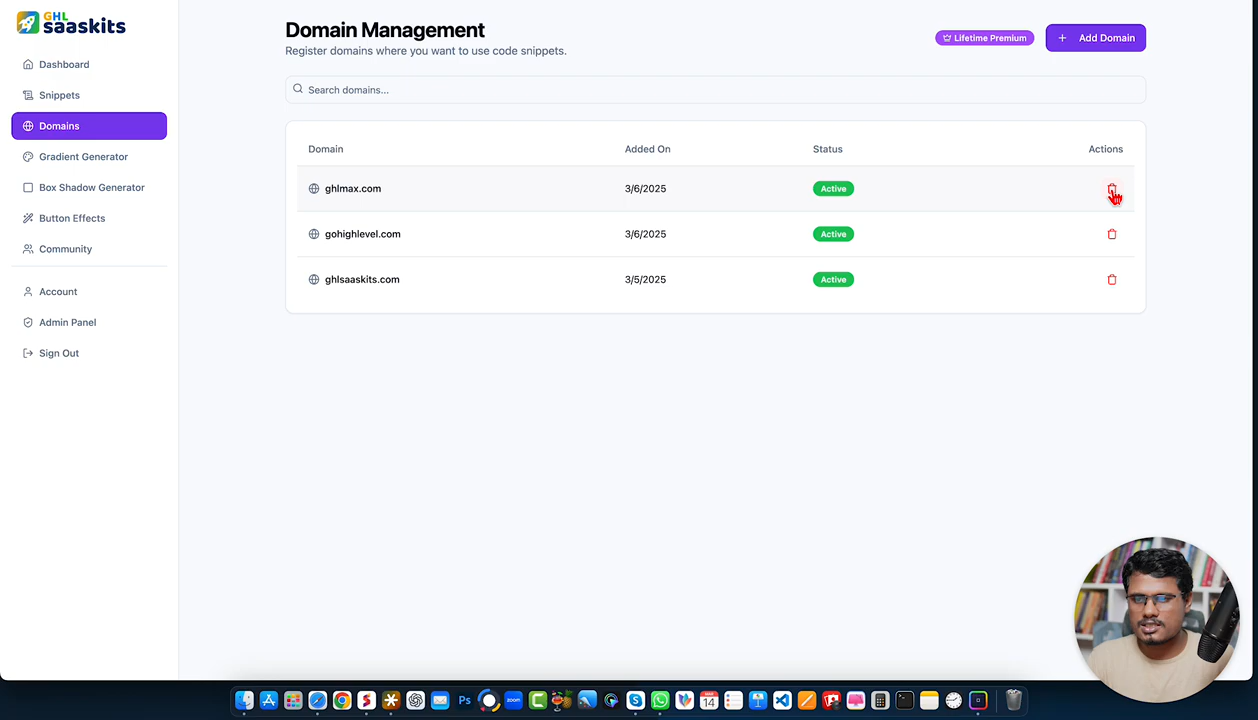 GHL
saaskits
Dashboard
Snippets
Domains
Gradient Generator
Box Shadow Generator
Button Effects
Community
Account
Admin Panel
Sign Out
Domain Management
Register domains where you want to use code snippets.
Lifetime Premium
+ Add Domain
Search domains...
Domain Added On Status Actions
ghlmax.com 3/6/2025 Active
gohighlevel.com 3/6/2025 Active
ghlsaaskits.com 3/5/2025 Active
Ps
zoom
14